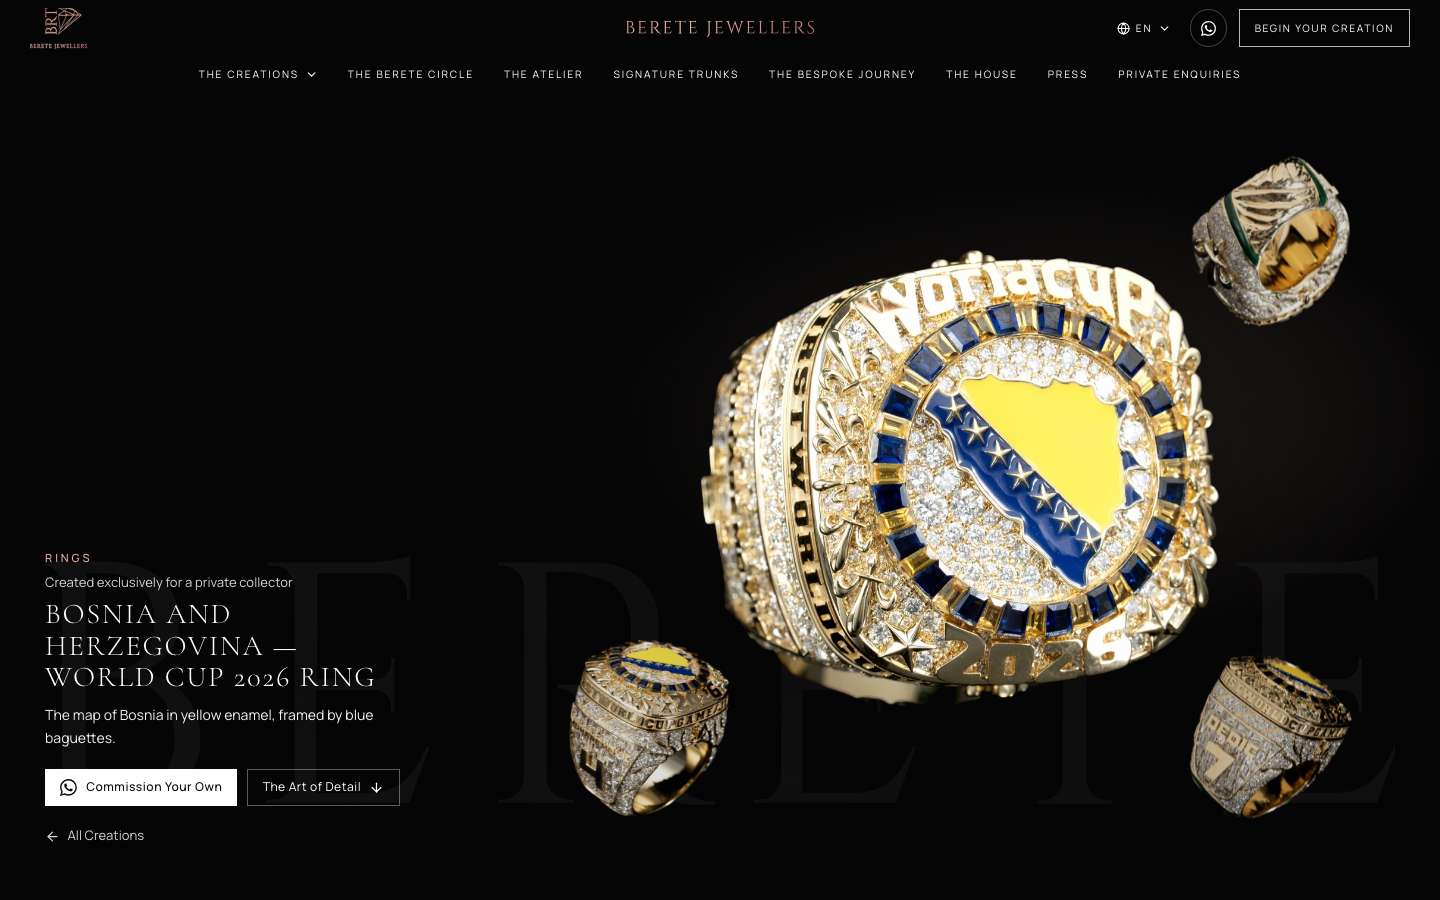 BRT
BERETE JEWELLERS
BERETE JEWELLERS
EN
BEGIN YOUR CREATION
THE CREATIONS
THE BERETE CIRCLE
THE ATELIER
SIGNATURE TRUNKS
THE BESPOKE JOURNEY
THE HOUSE
PRESS
PRIVATE ENQUIRIES
Worldcup
2026
RINGS
Created exclusively for a private collector
BOSNIA AND
HERZEGOVINA —
WORLD CUP 2026 RING
The map of Bosnia in yellow enamel, framed by blue
baguettes.
Commission Your Own
The Art of Detail
All Creations
BERETE
7